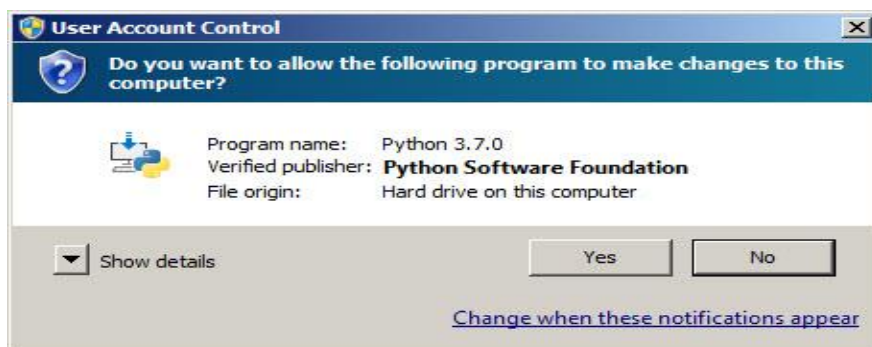 User Account Control
Do you want to allow the following program to make changes to this
computer?
Program name: Python 3.7.0
Verified publisher: Python Software Foundation
File origin: Hard drive on this computer
Show details
Yes
No
Change when these notifications appear